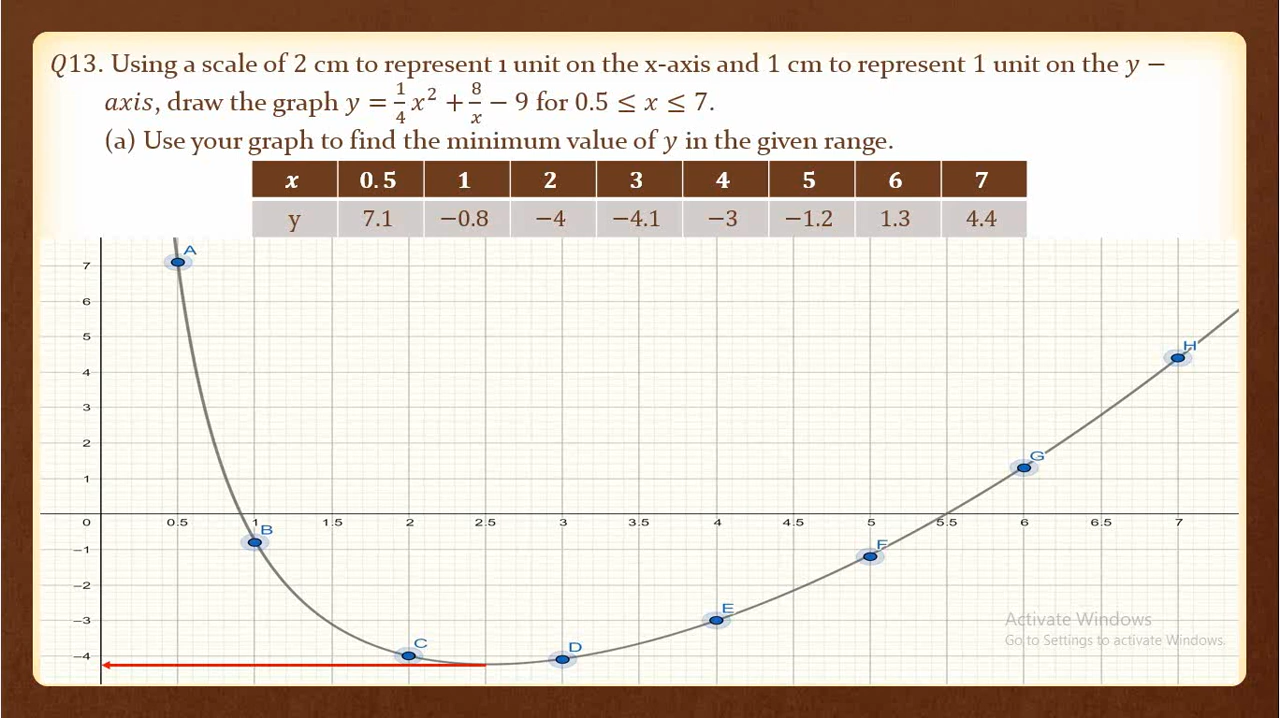 Q13. Using a scale of 2 cm to represent 1 unit on the x-axis and 1 cm to represent 1 unit on the y −
axis, draw the graph y = 1/4 x² + 8/x − 9 for 0.5 ≤ x ≤ 7.
(a) Use your graph to find the minimum value of y in the given range.
x 0.5 1 2 3 4 5 6 7
y 7.1 −0.8 −4 −4.1 −3 −1.2 1.3 4.4
A
7
6
5
H
4
3
2
G
1
0 0.5 1 1.5 2 2.5 3 3.5 4 4.5 5 5.5 6 6.5 7
B
F
−1
−2
E
−3
C
D
−4
Activate Windows
Go to Settings to activate Windows.